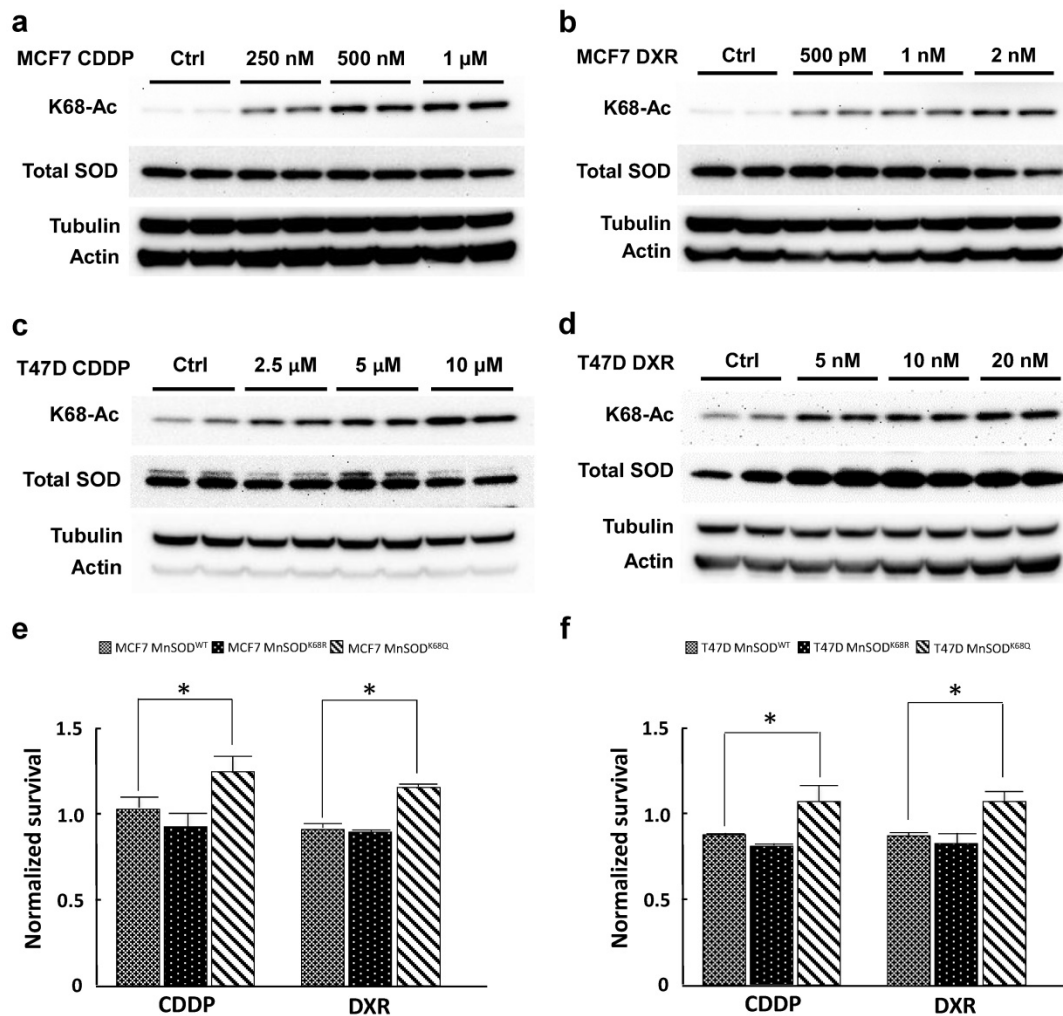 a
MCF7 CDDP Ctrl 250 nM 500 nM 1 µM
K68-Ac
Total SOD
Tubulin
Actin
b
MCF7 DXR Ctrl 500 pM 1 nM 2 nM
K68-Ac
Total SOD
Tubulin
Actin
c
T47D CDDP Ctrl 2.5 µM 5 µM 10 µM
K68-Ac
Total SOD
Tubulin
Actin
d
T47D DXR Ctrl 5 nM 10 nM 20 nM
K68-Ac
Total SOD
Tubulin
Actin
e
MCF7 MnSOD^WT MCF7 MnSOD^K68R MCF7 MnSOD^K68Q
* *
Normalized survival
1.5
1.0
0.5
0
CDDP DXR
f
T47D MnSOD^WT T47D MnSOD^K68R T47D MnSOD^K68Q
* *
Normalized survival
1.5
1.0
0.5
0
CDDP DXR